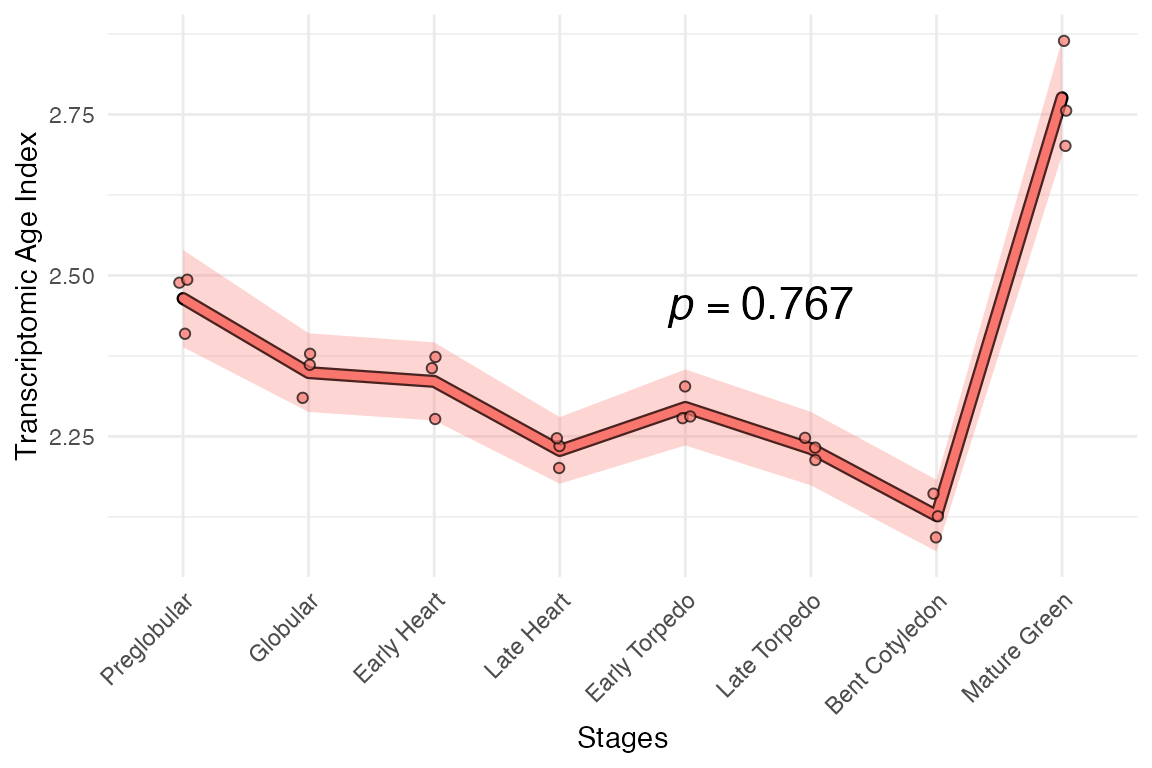 Transcriptomic Age Index
2.75
2.50
2.25
p = 0.767
Preglobular
Globular
Early Heart
Late Heart
Early Torpedo
Late Torpedo
Bent Cotyledon
Mature Green
Stages